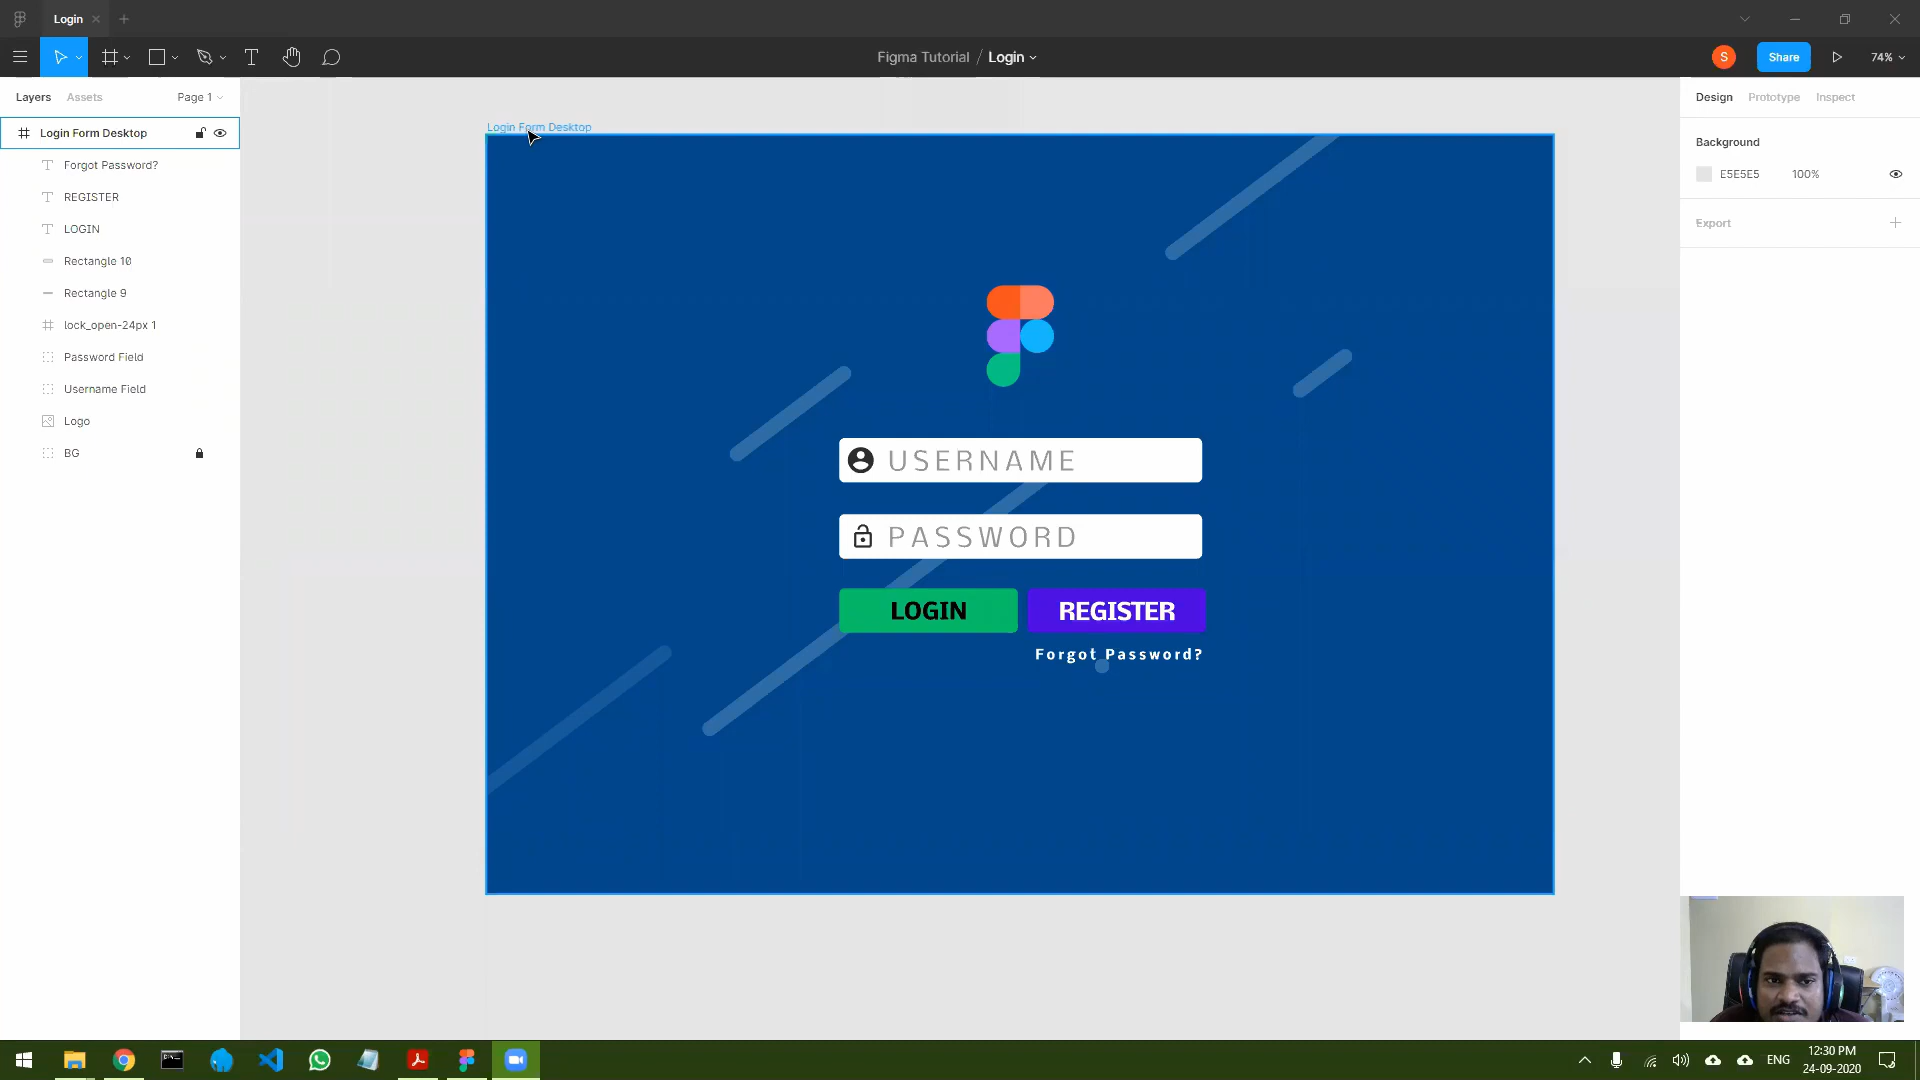 Login
Figma Tutorial / Login
S
Share
74%
Layers
Assets
Page 1
Design
Prototype
Inspect
Login Form Desktop
Forgot Password?
REGISTER
LOGIN
Rectangle 10
Rectangle 9
lock_open-24px 1
Password Field
Username Field
Logo
BG
Login Form Desktop
USERNAME
PASSWORD
LOGIN
REGISTER
Forgot Password?
Background
E5E5E5
100%
Export
ENG
12:30 PM
24-09-2020